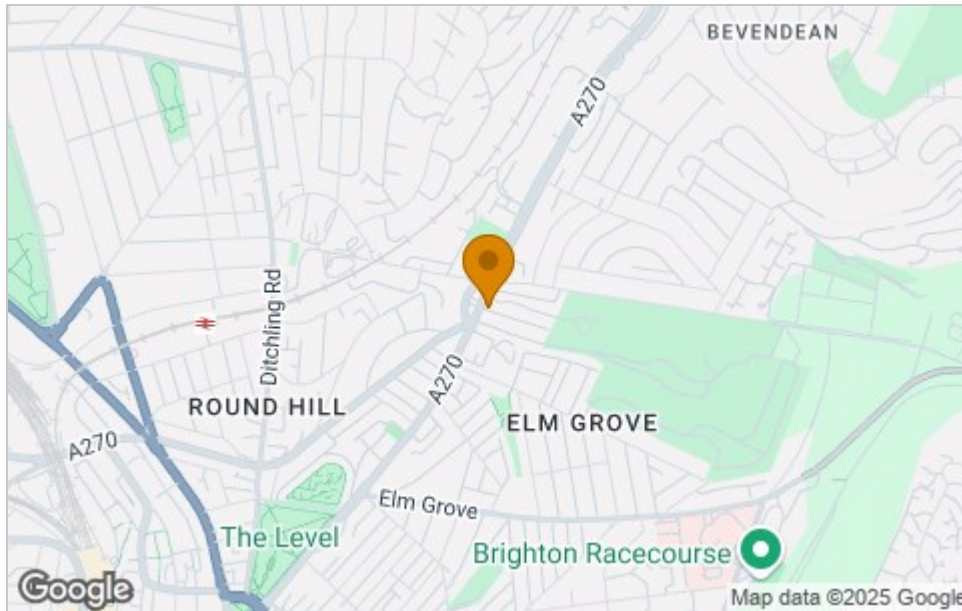 BEVENDEAN
A270
Ditchling Rd
A270
ROUND HILL
ELM GROVE
A270
Elm Grove
The Level
Brighton Racecourse
Google
Map data ©2025 Google